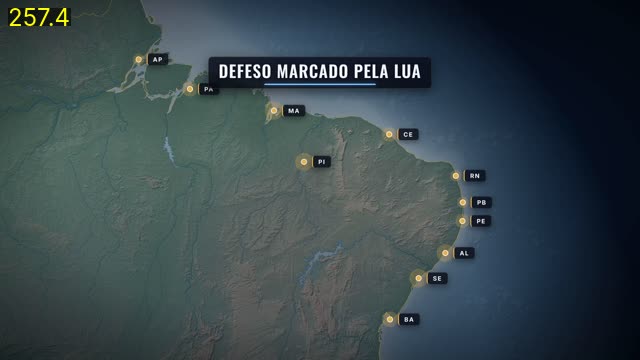 257.4
DEFESO MARCADO PELA LUA
AP
PA
MA
CE
PI
RN
PB
PE
AL
SE
BA